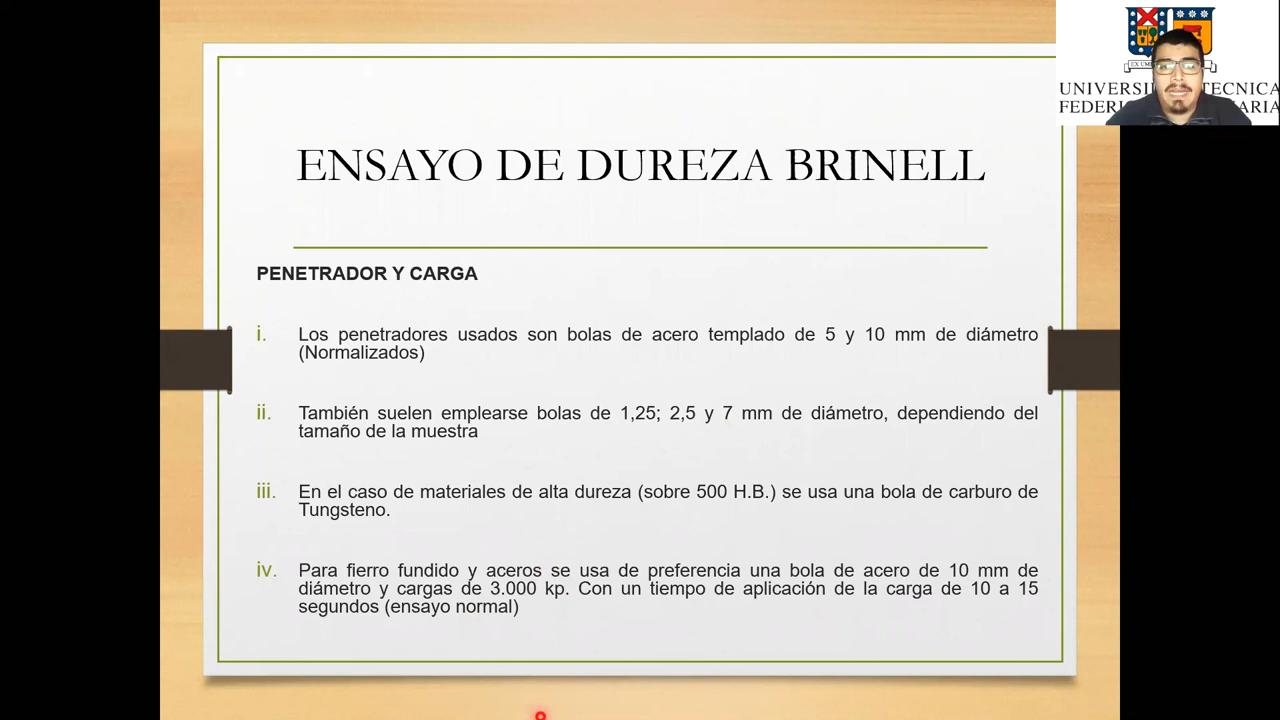 ENSAYO DE DUREZA BRINELL
PENETRADOR Y CARGA
i. Los penetradores usados son bolas de acero templado de 5 y 10 mm de diámetro
(Normalizados)
ii. También suelen emplearse bolas de 1,25; 2,5 y 7 mm de diámetro, dependiendo del
tamaño de la muestra
iii. En el caso de materiales de alta dureza (sobre 500 H.B.) se usa una bola de carburo de
Tungsteno.
iv. Para fierro fundido y aceros se usa de preferencia una bola de acero de 10 mm de
diámetro y cargas de 3.000 kp. Con un tiempo de aplicación de la carga de 10 a 15
segundos (ensayo normal)